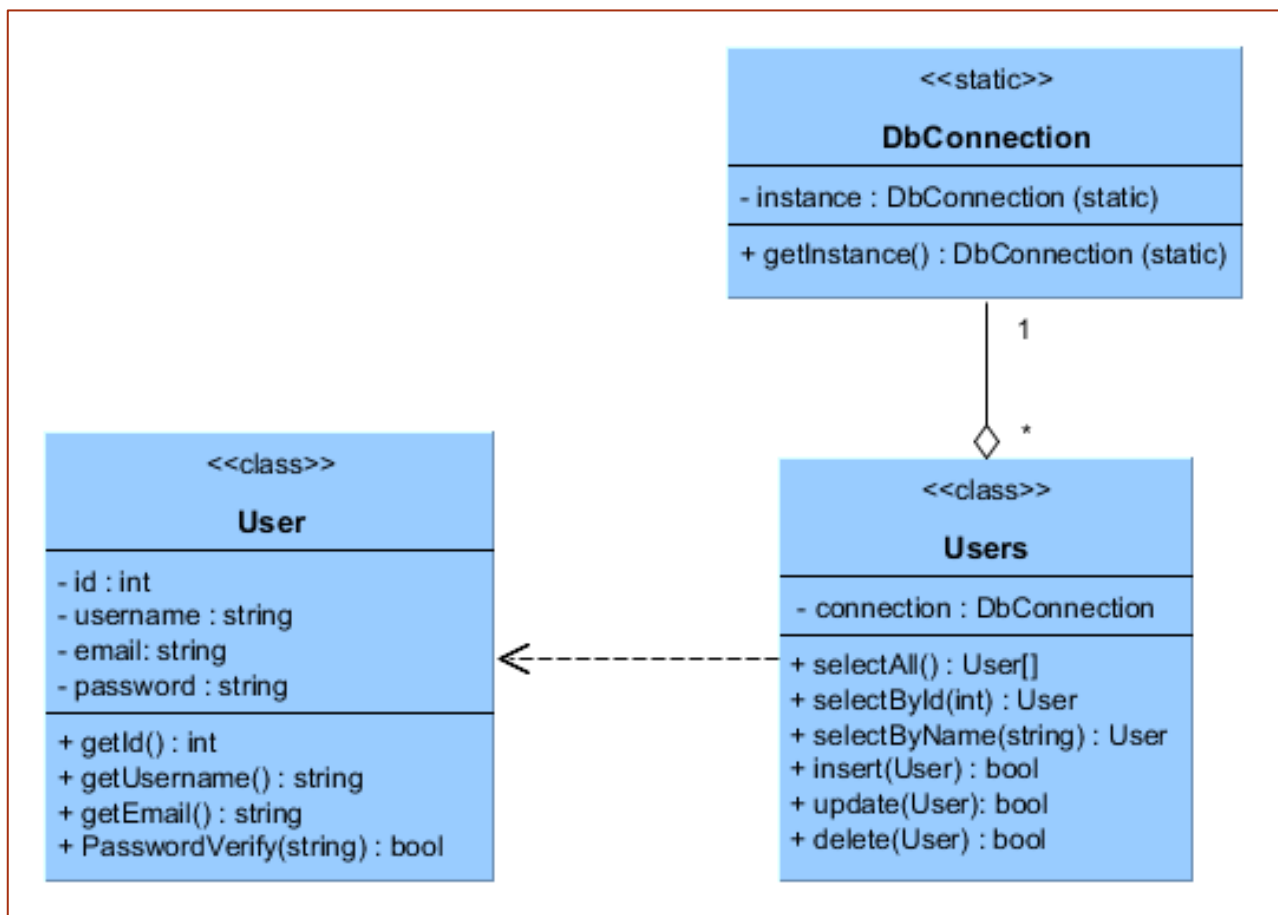 <<static>>
DbConnection
- instance : DbConnection (static)
+ getInstance() : DbConnection (static)
1
*
<<class>>
User
- id : int
- username : string
- email: string
- password : string
+ getId() : int
+ getUsername() : string
+ getEmail() : string
+ PasswordVerify(string) : bool
<<class>>
Users
- connection : DbConnection
+ selectAll() : User[]
+ selectById(int) : User
+ selectByName(string) : User
+ insert(User) : bool
+ update(User): bool
+ delete(User) : bool